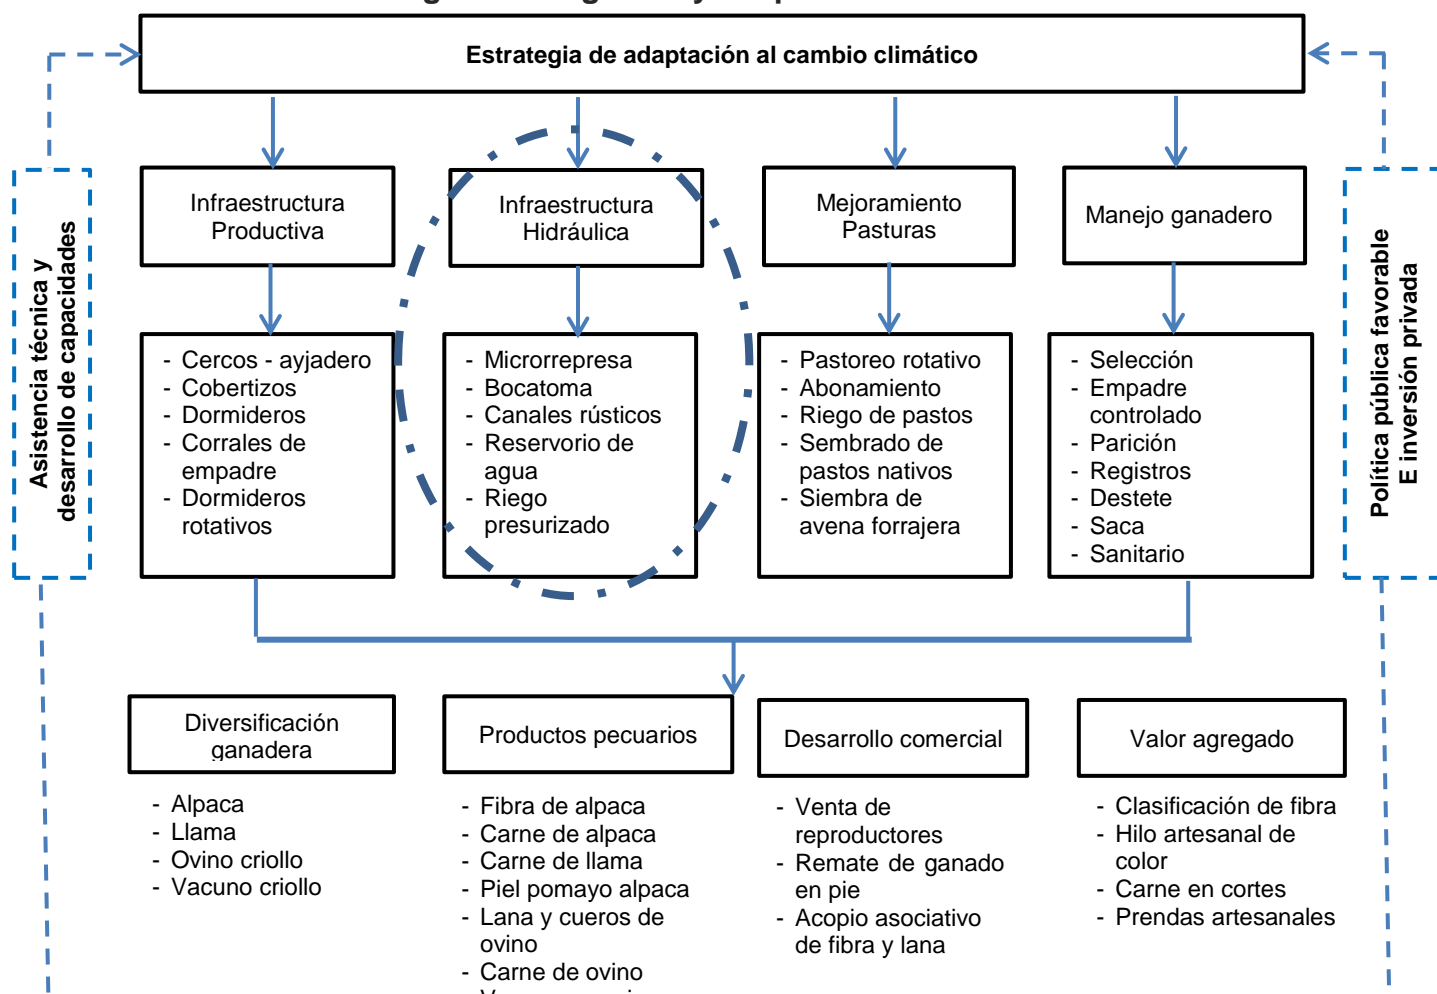 Estrategia de adaptación al cambio climático
Asistencia técnica y
desarrollo de capacidades
Infraestructura
Productiva
Infraestructura
Hidráulica
Mejoramiento
Pasturas
Manejo ganadero
Política pública favorable
E inversión privada
- Cercos - ayjadero
- Cobertizos
- Dormideros
- Corrales de
empadre
- Dormideros
rotativos
- Microrrepresa
- Bocatoma
- Canales rústicos
- Reservorio de
agua
- Riego
presurizado
- Pastoreo rotativo
- Abonamiento
- Riego de pastos
- Sembrado de
pastos nativos
- Siembra de
avena forrajera
- Selección
- Empadre
controlado
- Parición
- Registros
- Destete
- Saca
- Sanitario
Diversificación
ganadera
- Alpaca
- Llama
- Ovino criollo
- Vacuno criollo
Productos pecuarios
- Fibra de alpaca
- Carne de alpaca
- Carne de llama
- Piel pomayo alpaca
- Lana y cueros de
ovino
- Carne de ovino
Desarrollo comercial
- Venta de
reproductores
- Remate de ganado
en pie
- Acopio asociativo
de fibra y lana
Valor agregado
- Clasificación de fibra
- Hilo artesanal de
color
- Carne en cortes
- Prendas artesanales